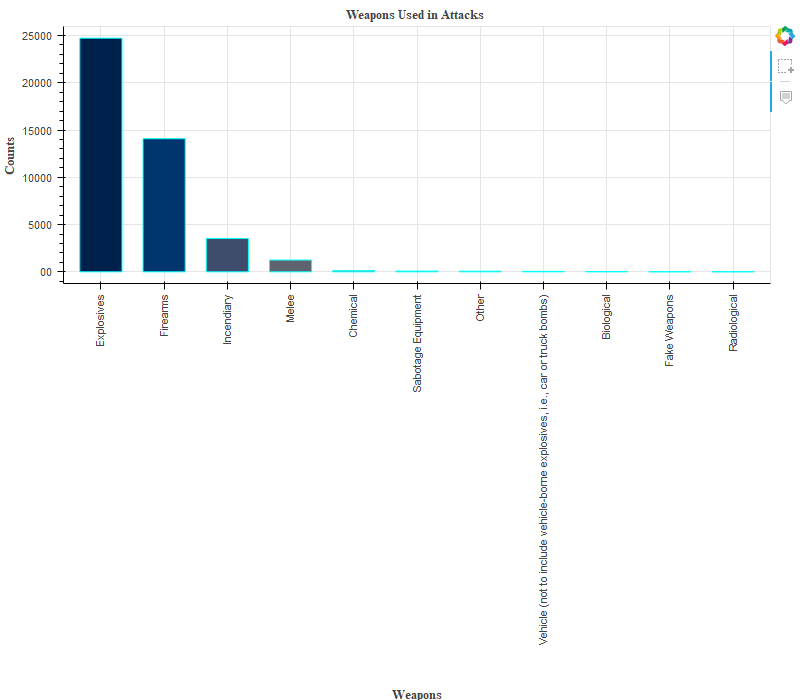 Weapons Used in Attacks
Counts
25000
20000
15000
10000
5000
00
Explosives
Firearms
Incendiary
Melee
Chemical
Sabotage Equipment
Other
Vehicle (not to include vehicle-borne explosives, i.e., car or truck bombs)
Biological
Fake Weapons
Radiological
Weapons